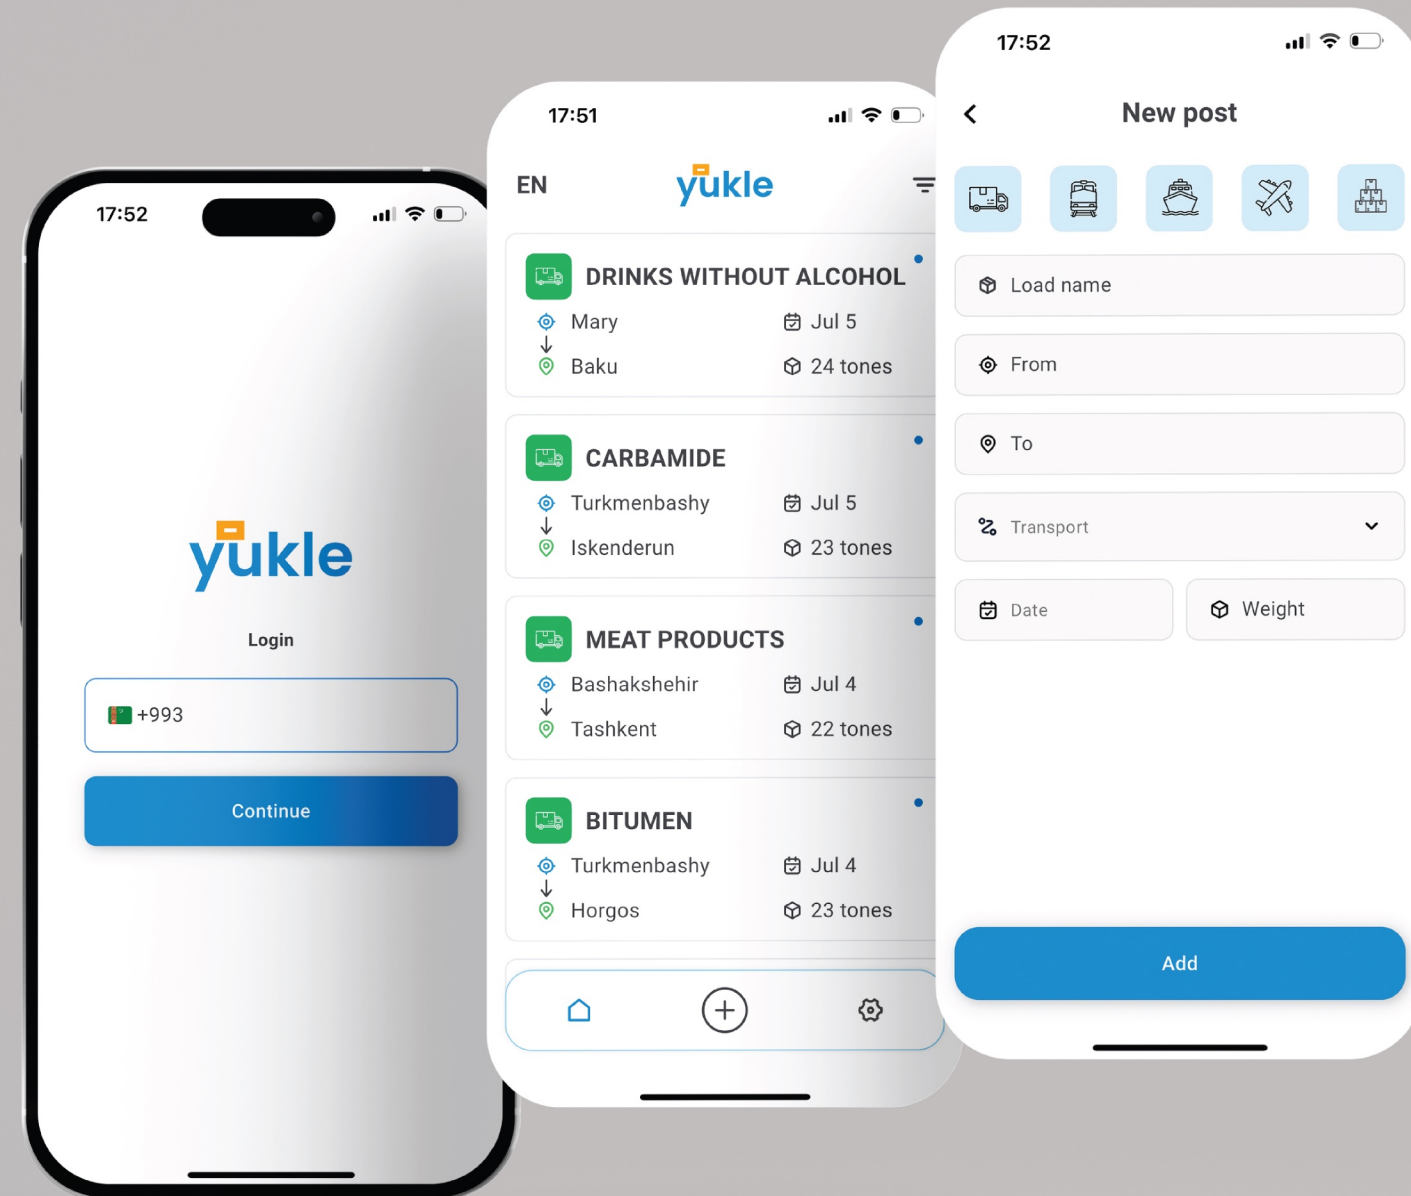 17:52
yükle
Login
+993
Continue
17:51
EN
yükle
DRINKS WITHOUT ALCOHOL
Mary
Jul 5
Baku
24 tones
CARBAMIDE
Turkmenbashy
Jul 5
Iskenderun
23 tones
MEAT PRODUCTS
Bashakshehir
Jul 4
Tashkent
22 tones
BITUMEN
Turkmenbashy
Jul 4
Horgos
23 tones
17:52
New post
Load name
From
To
Transport
Date
Weight
Add